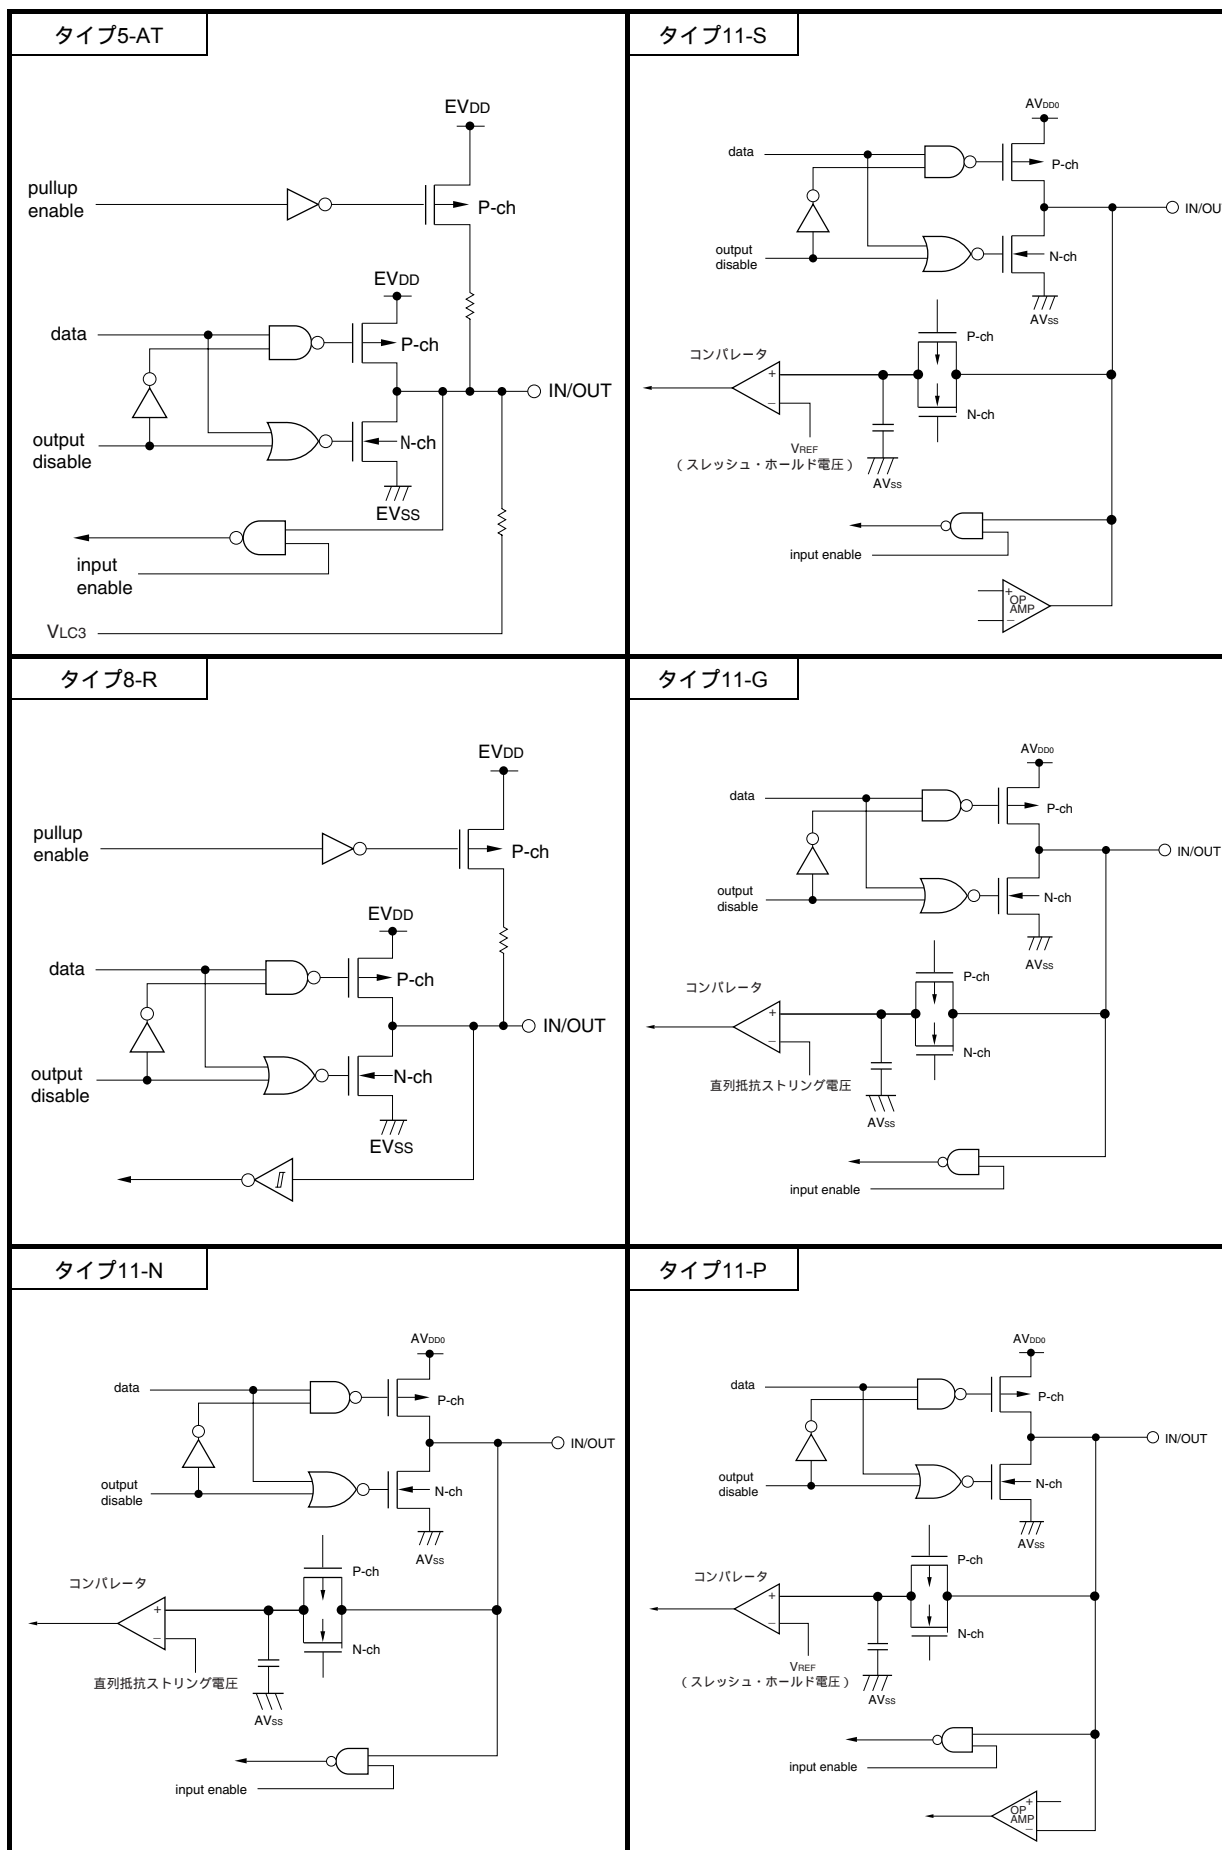 タイプ5-AT
EVDD
pullup
enable
P-ch
EVDD
data
P-ch
IN/OUT
output
disable
N-ch
EVSS
input
enable
VLC3
タイプ11-S
AVDD0
data
P-ch
IN/OU
output
disable
N-ch
AVSS
P-ch
コンパレータ
+
−
N-ch
VREF
(スレッシュ・ホールド電圧)
AVSS
input enable
+
OP
AMP
−
タイプ8-R
EVDD
pullup
enable
P-ch
EVDD
data
P-ch
IN/OUT
output
disable
N-ch
EVSS
タイプ11-G
AVDD0
data
P-ch
IN/OUT
output
disable
N-ch
AVSS
P-ch
コンパレータ
+
−
N-ch
直列抵抗ストリング電圧
AVSS
input enable
タイプ11-N
AVDD0
data
P-ch
IN/OUT
output
disable
N-ch
AVSS
P-ch
コンパレータ
+
−
N-ch
直列抵抗ストリング電圧
AVSS
input enable
タイプ11-P
AVDD0
data
P-ch
IN/OUT
output
disable
N-ch
AVSS
P-ch
コンパレータ
+
−
N-ch
VREF
(スレッシュ・ホールド電圧)
AVSS
input enable
+
OP
AMP
−